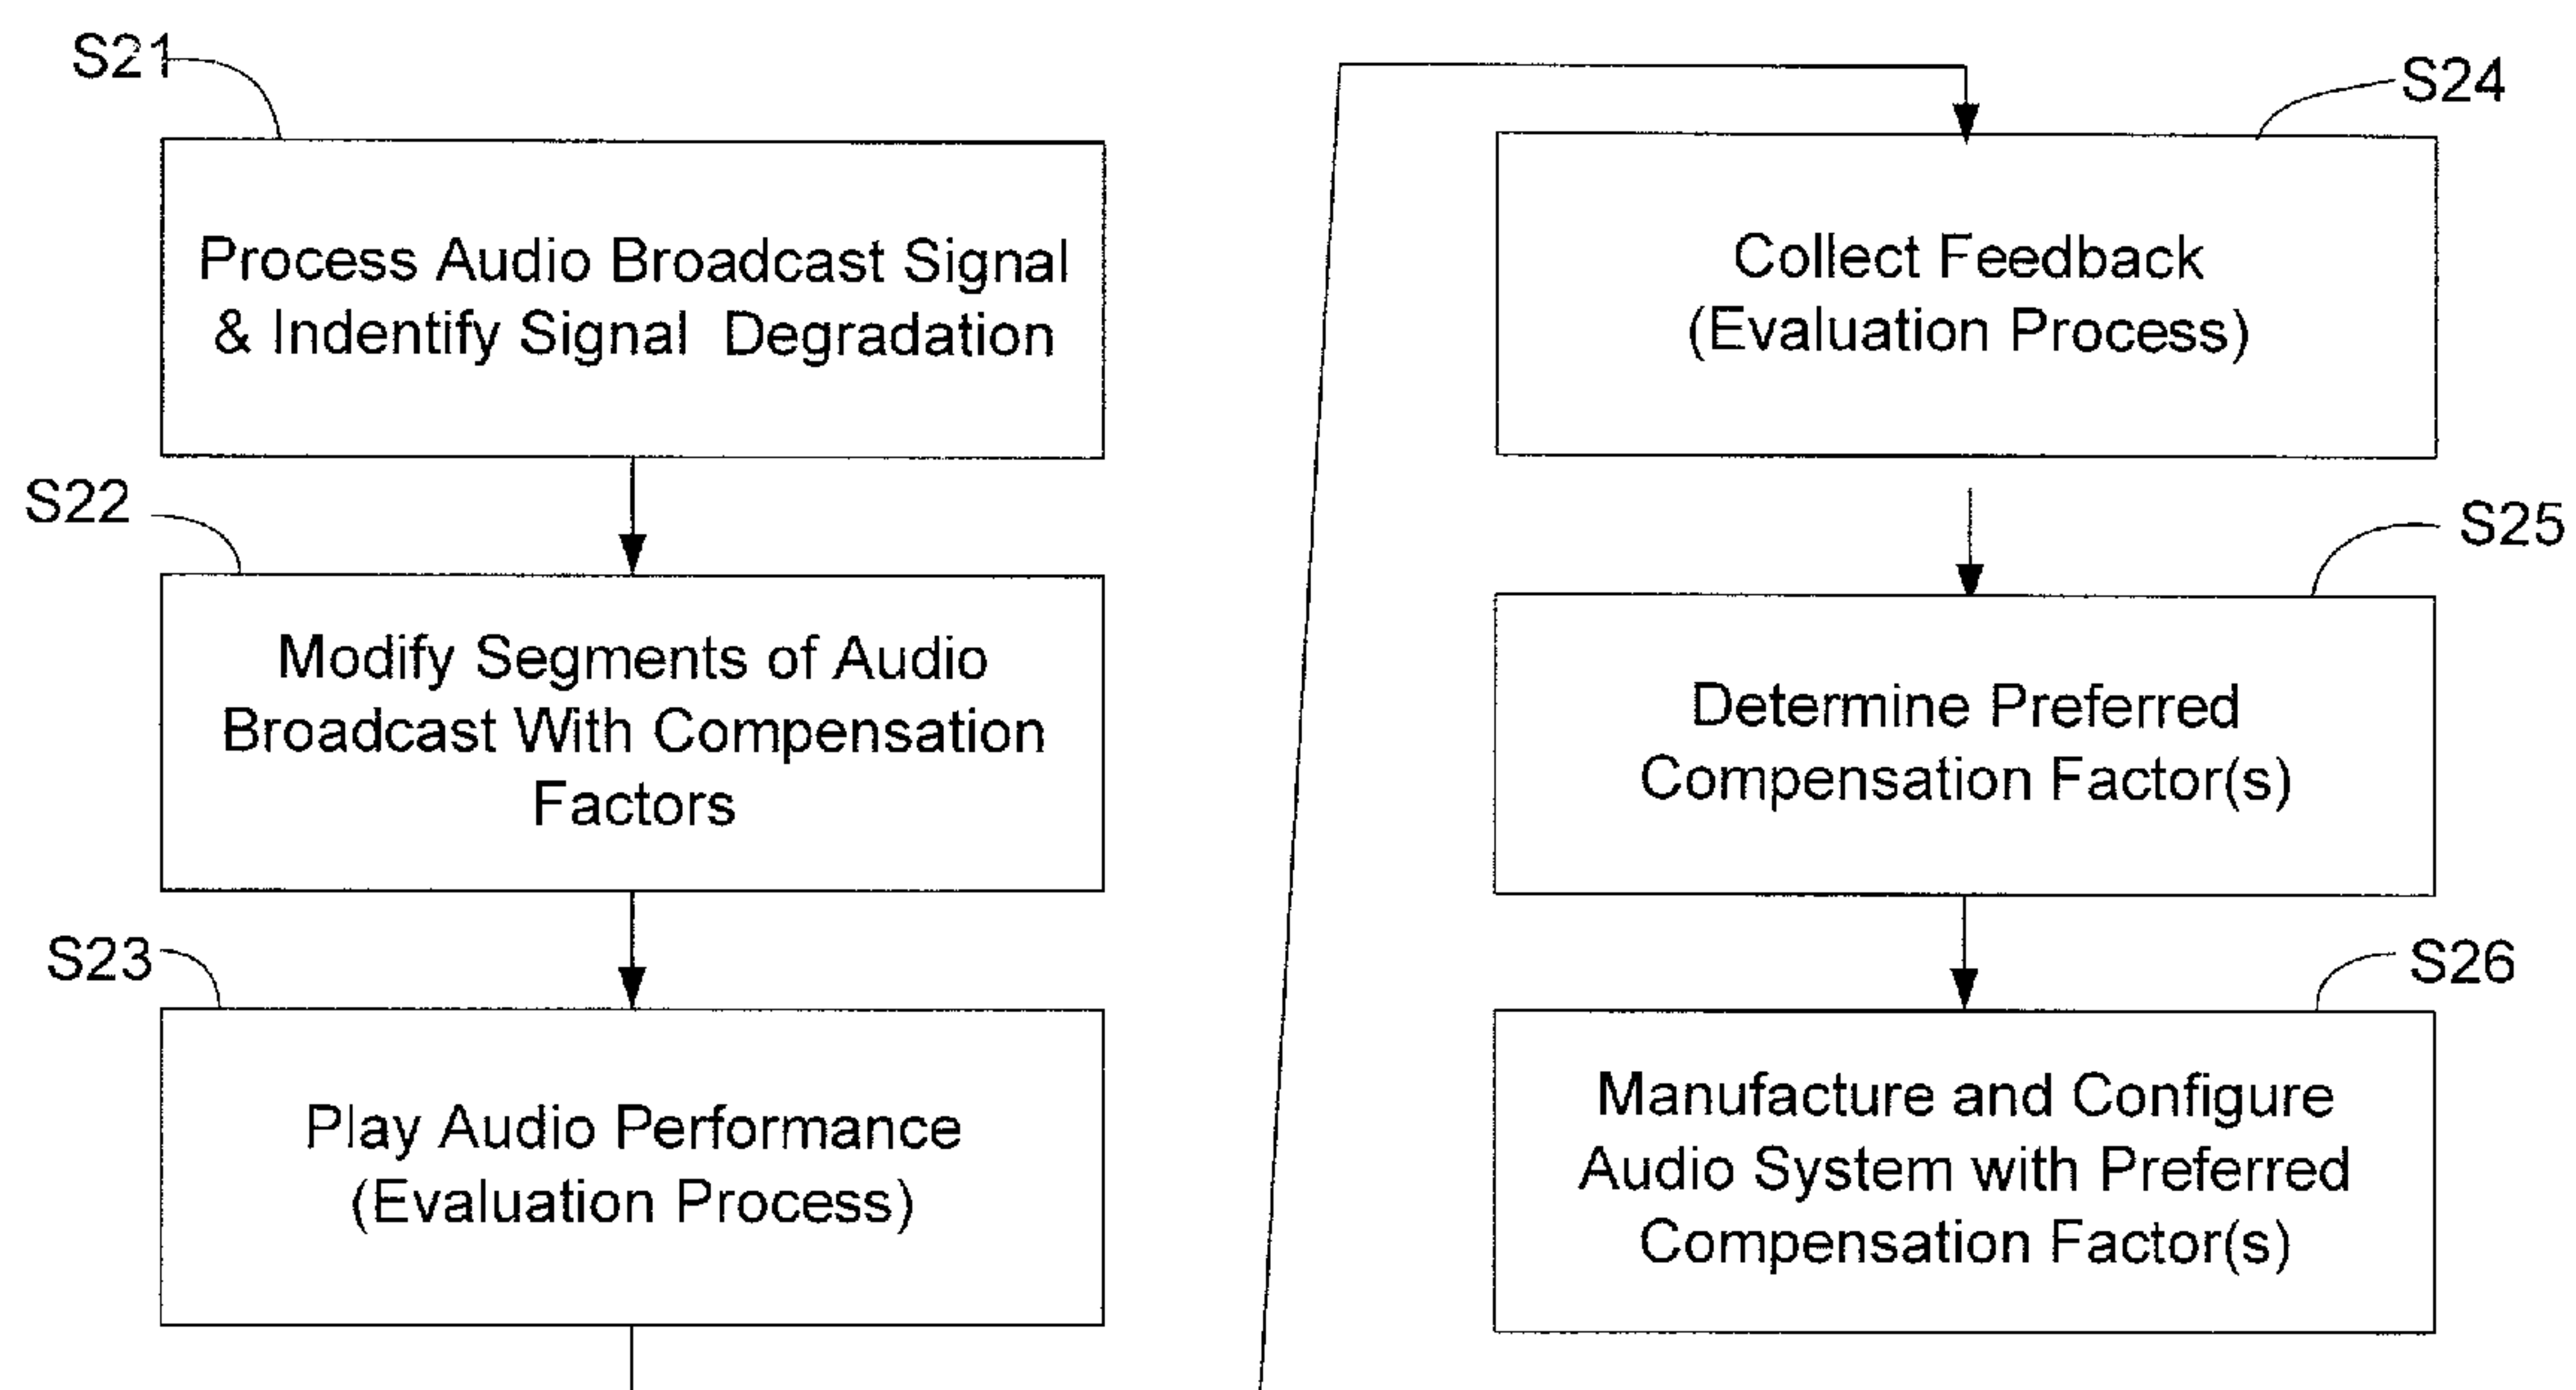 S21
Process Audio Broadcast Signal
& Indentify Signal Degradation
S22
Modify Segments of Audio
Broadcast With Compensation
Factors
S23
Play Audio Performance
(Evaluation Process)
S24
Collect Feedback
(Evaluation Process)
S25
Determine Preferred
Compensation Factor(s)
S26
Manufacture and Configure
Audio System with Preferred
Compensation Factor(s)